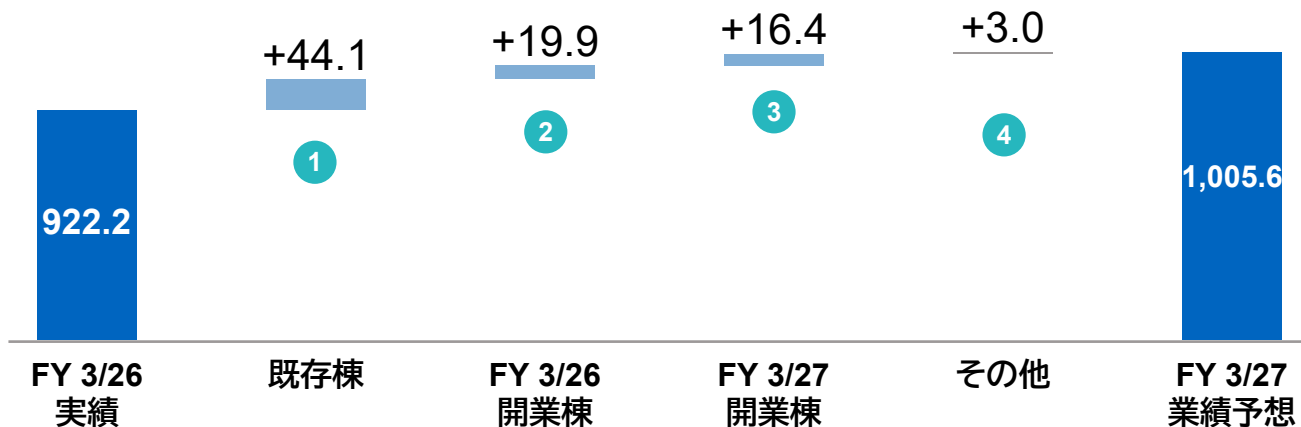 +44.1
+19.9
+16.4
+3.0
1
2
3
4
922.2
1,005.6
FY 3/26
実績
既存棟
FY 3/26
開業棟
FY 3/27
開業棟
その他
FY 3/27
業績予想